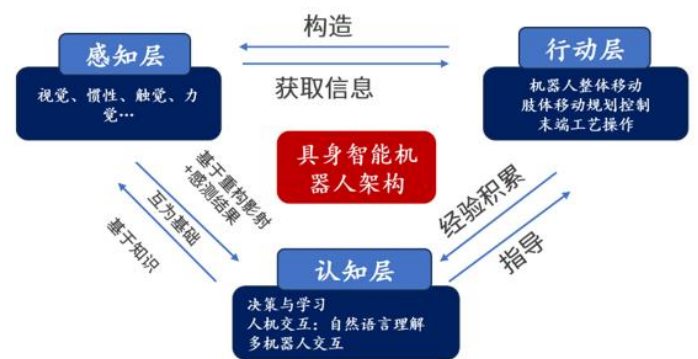 构造
感知层
行动层
视觉、惯性、触觉、力
觉…
获取信息
机器人整体移动
肢体移动规划控制
末端工艺操作
具身智能机
器人架构
基于重构影射
+感测结果
互为基础
基于知识
经验积累
指导
认知层
决策与学习
人机交互：自然语言理解
多机器人交互